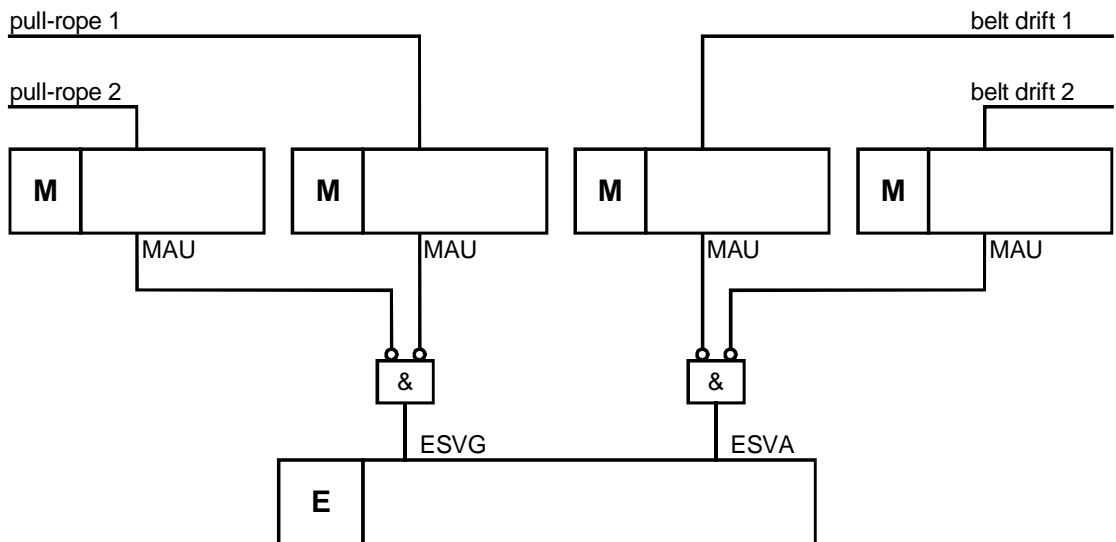 pull-rope 1
belt drift 1
pull-rope 2
belt drift 2
M
M
M
M
MAU
MAU
MAU
MAU
&
&
ESVG
ESVA
E